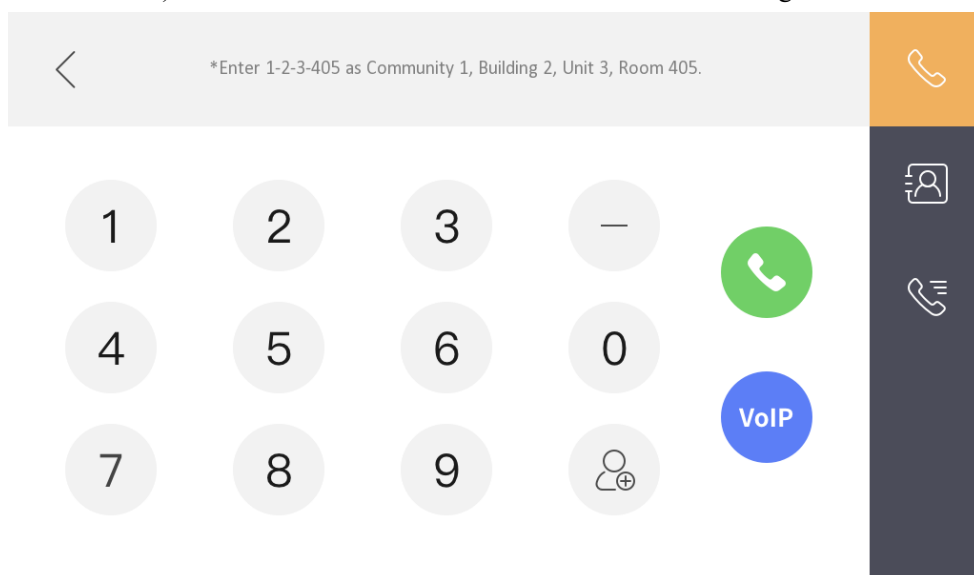 *Enter 1-2-3-405 as Community 1, Building 2, Unit 3, Room 405.
1 2 3 —
4 5 6 0
VoIP
7 8 9